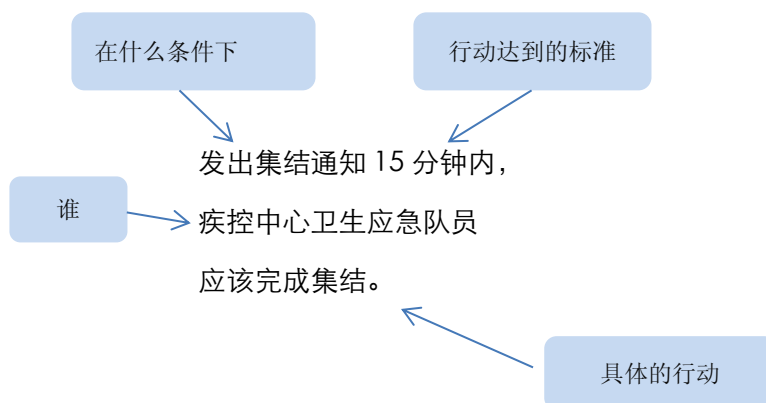 在什么条件下
行动达到的标准
发出集结通知 15 分钟内，
谁
疾控中心卫生应急队员
应该完成集结。
具体的行动